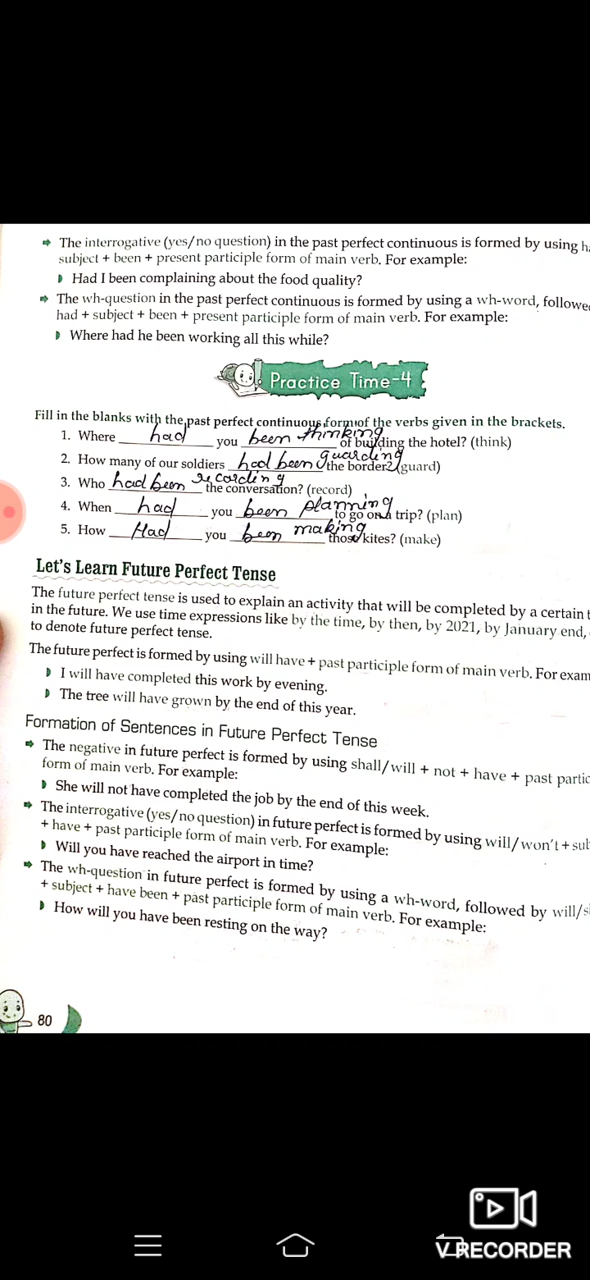 The interrogative (yes/no question) in the past perfect continuous is formed by using
subject + been + present participle form of main verb. For example:
Had I been complaining about the food quality?
The wh-question in the past perfect continuous is formed by using a wh-word,
had + subject + been + present participle form of main verb. For example:
Where had he been working all this while?
Practice Time-4
Fill in the blanks with the past perfect continuous form of the verbs given in the brackets.
1. Where had you been thinking of building the hotel? (think)
2. How many of our soldiers had been guarding the border? (guard)
3. Who had been recording the conversation? (record)
4. When had you been planning to go on a trip? (plan)
5. How Had you been making those kites? (make)
Let's Learn Future Perfect Tense
The future perfect tense is used to explain an activity that will be completed by a certain
in the future. We use time expressions like by the time, by then, by 2021, by January end,
to denote future perfect tense.
The future perfect is formed by using will have + past participle form of main verb. For
I will have completed this work by evening.
The tree will have grown by the end of this year.
Formation of Sentences in Future Perfect Tense
The negative in future perfect is formed by using shall/will + not + have + past
form of main verb. For example:
She will not have completed the job by the end of this week.
The interrogative (yes/no question) in future perfect is formed by using will/won't +
+ have + past participle form of main verb. For example:
Will you have reached the airport in time?
The wh-question in future perfect is formed by using a wh-word, followed by will/
+ subject + have been + past participle form of main verb. For example:
How will you have been resting on the way?
80
V RECORDER